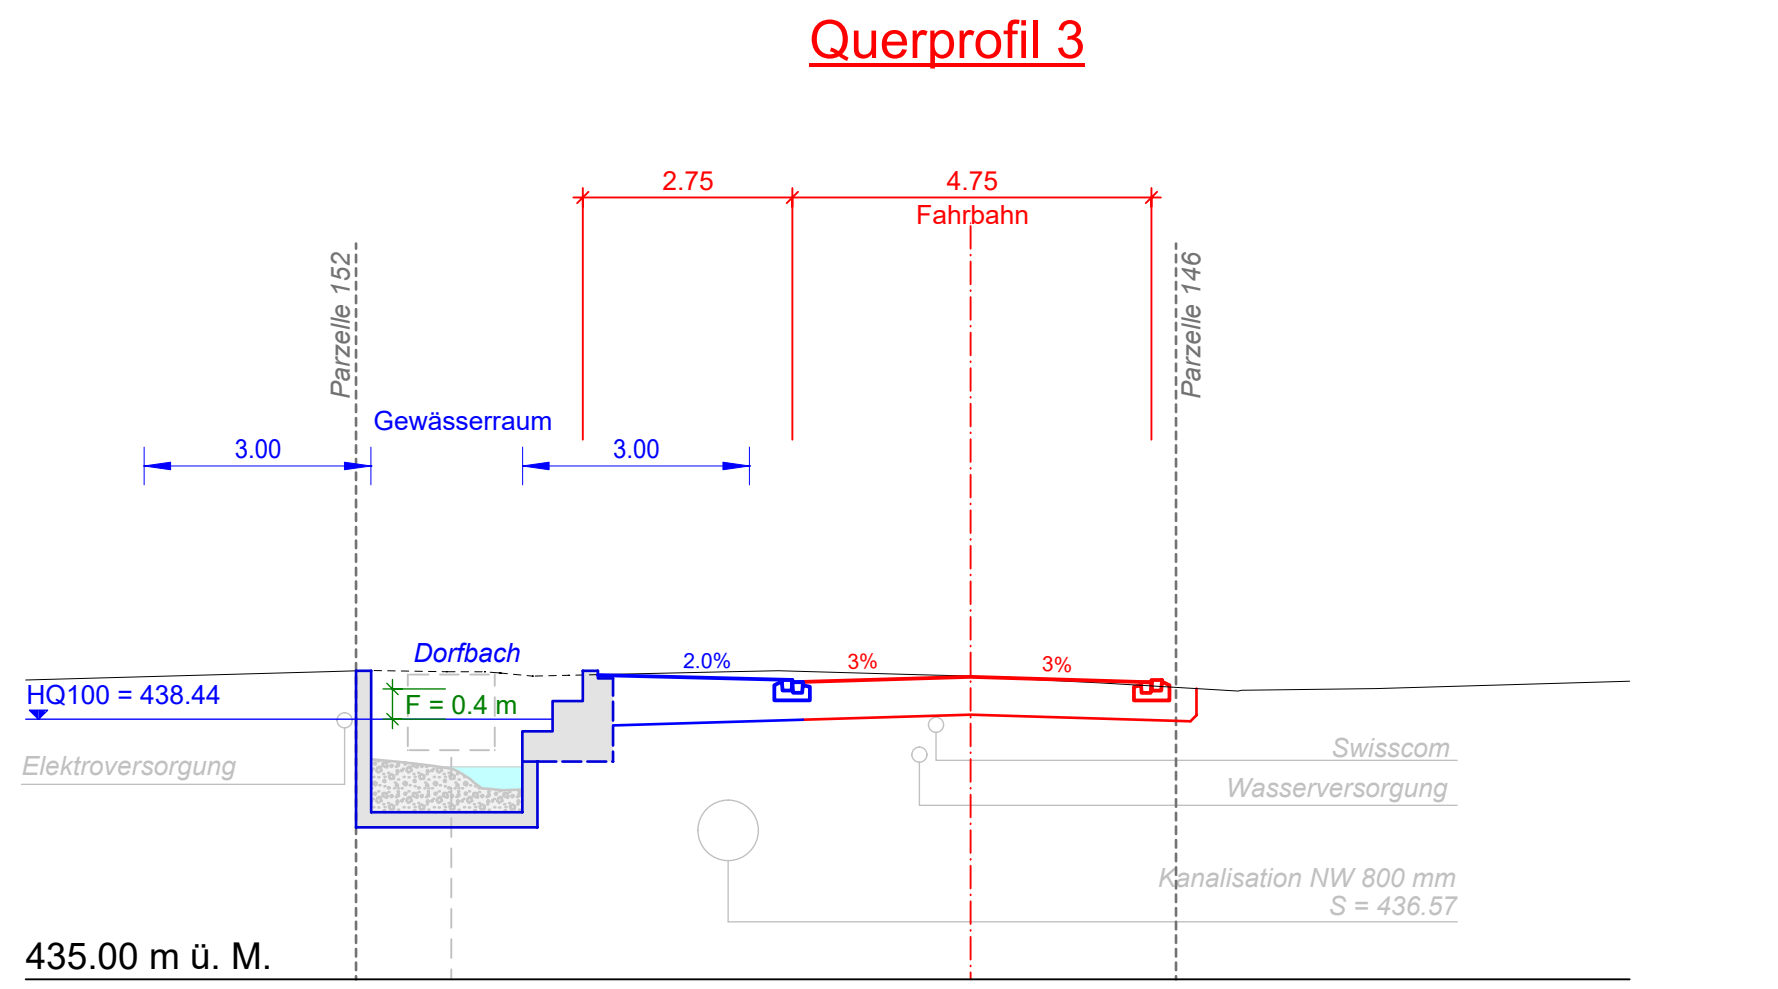 Querprofil 3
2.75
4.75
Fahrbahn
Parzelle 152
Parzelle 146
Gewässerraum
3.00
3.00
Dorfbach
2.0%
3%
3%
HQ100 = 438.44
F = 0.4 m
Elektroversorgung
Swisscom
Wasserversorgung
Kanalisation NW 800 mm
S = 436.57
435.00 m ü. M.